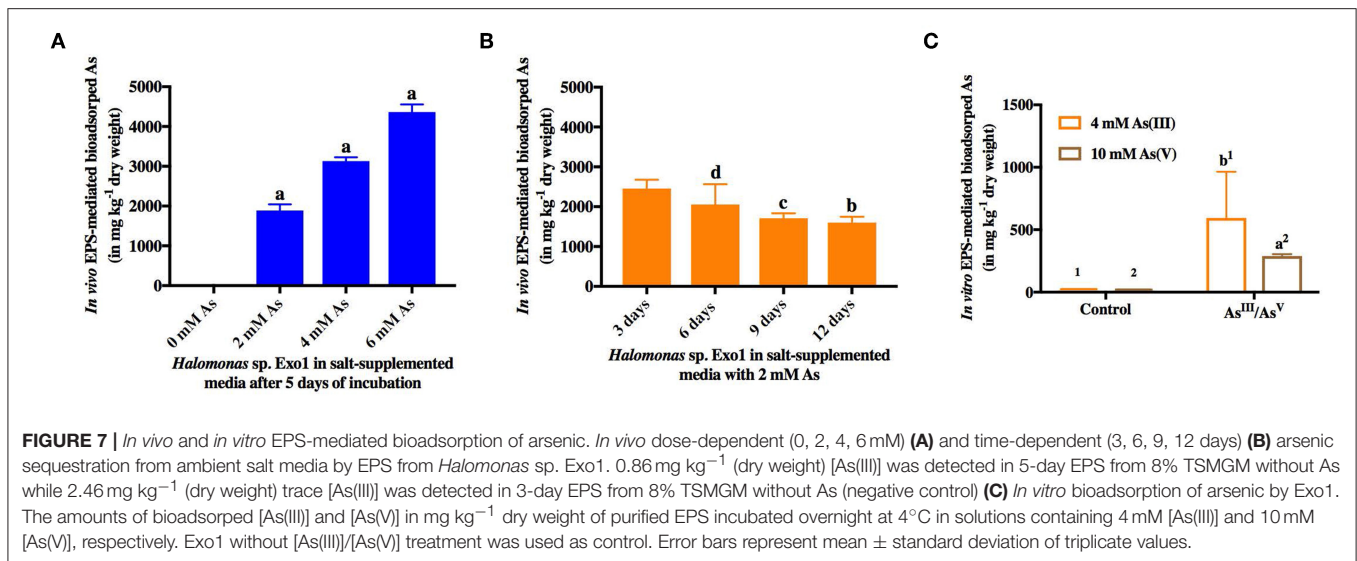 A
In vivo EPS-mediated bioadsorped As
(in mg kg⁻¹ dry weight)
5000
4000
3000
2000
1000
0
a
a
a
0 mM As
2 mM As
4 mM As
6 mM As
Halomonas sp. Exo1 in salt-supplemented
media after 5 days of incubation
B
In vivo EPS-mediated bioadsorped As
(in mg kg⁻¹ dry weight)
5000
4000
3000
2000
1000
0
d
c
b
3 days
6 days
9 days
12 days
Halomonas sp. Exo1 in salt-supplemented
media with 2 mM As
C
In vitro EPS-mediated bioadsorped As
(in mg kg⁻¹ dry weight)
1500
1000
500
0
4 mM As(III)
10 mM As(V)
1
2
b¹
a²
Control
Asᴵᴵᴵ/Asⱽ
FIGURE 7 | In vivo and in vitro EPS-mediated bioadsorption of arsenic. In vivo dose-dependent (0, 2, 4, 6 mM) (A) and time-dependent (3, 6, 9, 12 days) (B) arsenic
sequestration from ambient salt media by EPS from Halomonas sp. Exo1. 0.86 mg kg⁻¹ (dry weight) [As(III)] was detected in 5-day EPS from 8% TSMGM without As
while 2.46 mg kg⁻¹ (dry weight) trace [As(III)] was detected in 3-day EPS from 8% TSMGM without As (negative control) (C) In vitro bioadsorption of arsenic by Exo1.
The amounts of bioadsorped [As(III)] and [As(V)] in mg kg⁻¹ dry weight of purified EPS incubated overnight at 4°C in solutions containing 4 mM [As(III)] and 10 mM
[As(V)], respectively. Exo1 without [As(III)]/[As(V)] treatment was used as control. Error bars represent mean ± standard deviation of triplicate values.